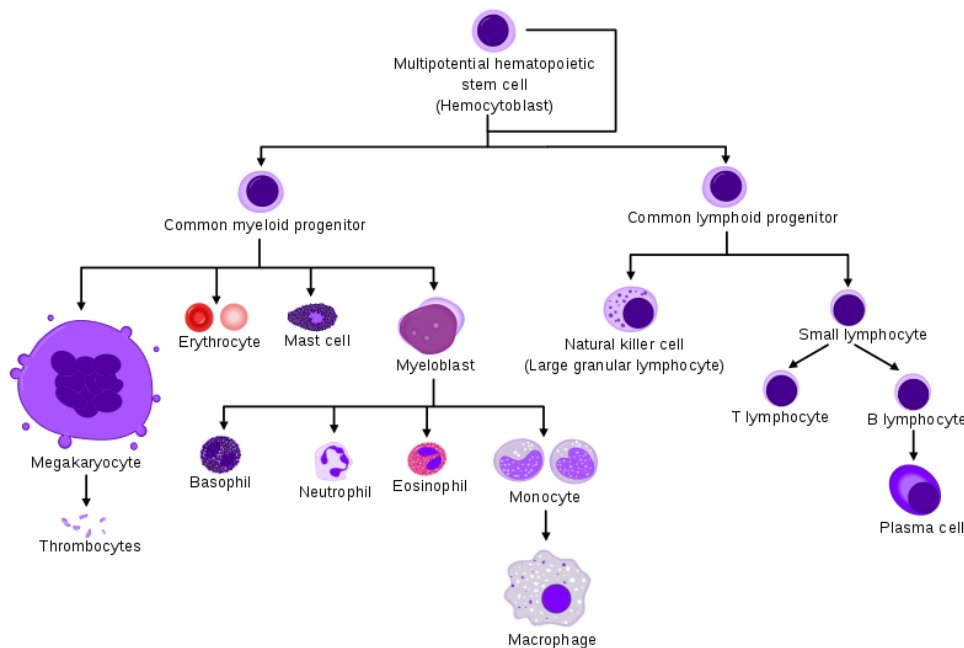 Multipotential hematopoietic
stem cell
(Hemocytoblast)
Common myeloid progenitor
Common lymphoid progenitor
Erythrocyte
Mast cell
Myeloblast
Natural killer cell
(Large granular lymphocyte)
Small lymphocyte
T lymphocyte
B lymphocyte
Megakaryocyte
Basophil
Neutrophil
Eosinophil
Monocyte
Plasma cell
Thrombocytes
Macrophage